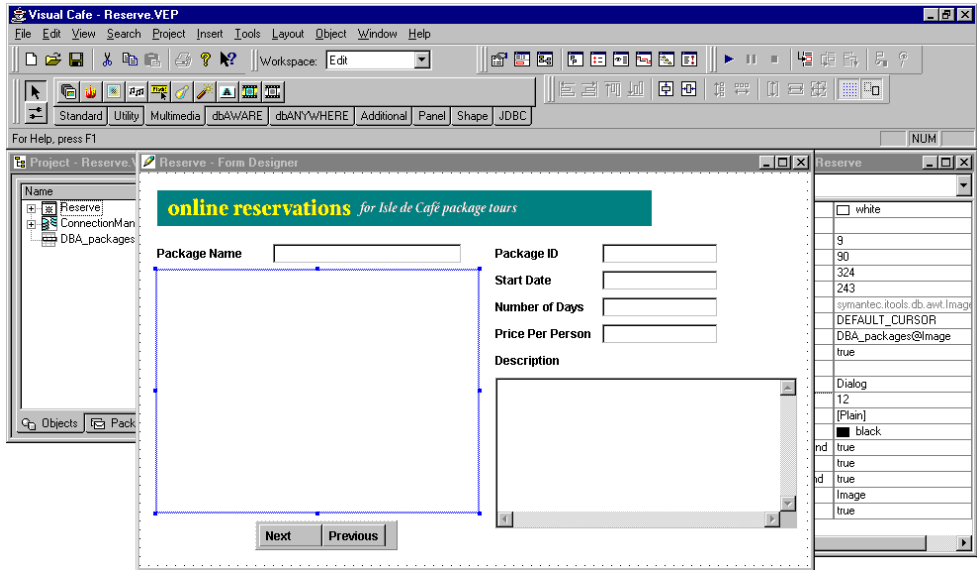 Visual Cafe - Reserve.VEP
File Edit View Search Project Insert Tools Layout Object Window Help
Workspace: Edit
Standard Utility Multimedia dbAWARE dbANYWHERE Additional Panel Shape JDBC
For Help, press F1
NUM
Project - Reserve.V
Reserve - Form Designer
Reserve
Name
Reserve
ConnectionMan
DBA_packages
Objects Pack
online reservations for Isle de Café package tours
Package Name
Package ID
Start Date
Number of Days
Price Per Person
Description
Next Previous
white
9
90
324
243
symantec.itools.db.awt.Image
DEFAULT_CURSOR
DBA_packages@Image
true
Dialog
12
[Plain]
black
nd true
true
nd true
Image
true